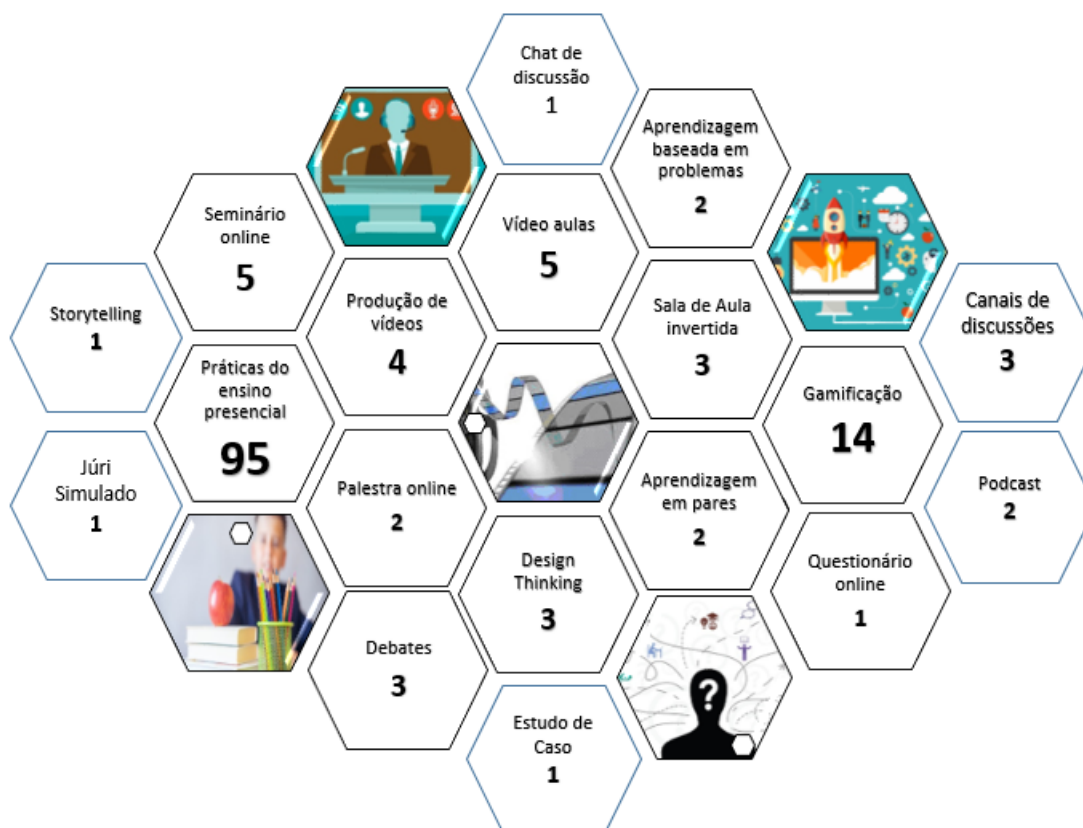 Chat de
discussão
1
Aprendizagem
baseada em
problemas
2
Seminário
online
5
Vídeo aulas
5
Storytelling
1
Produção de
vídeos
4
Sala de Aula
invertida
3
Canais de
discussões
3
Práticas do
ensino
presencial
95
Gamificação
14
Júri
Simulado
1
Palestra online
2
Aprendizagem
em pares
2
Podcast
2
Design
Thinking
3
Questionário
online
1
Debates
3
Estudo de
Caso
1
?